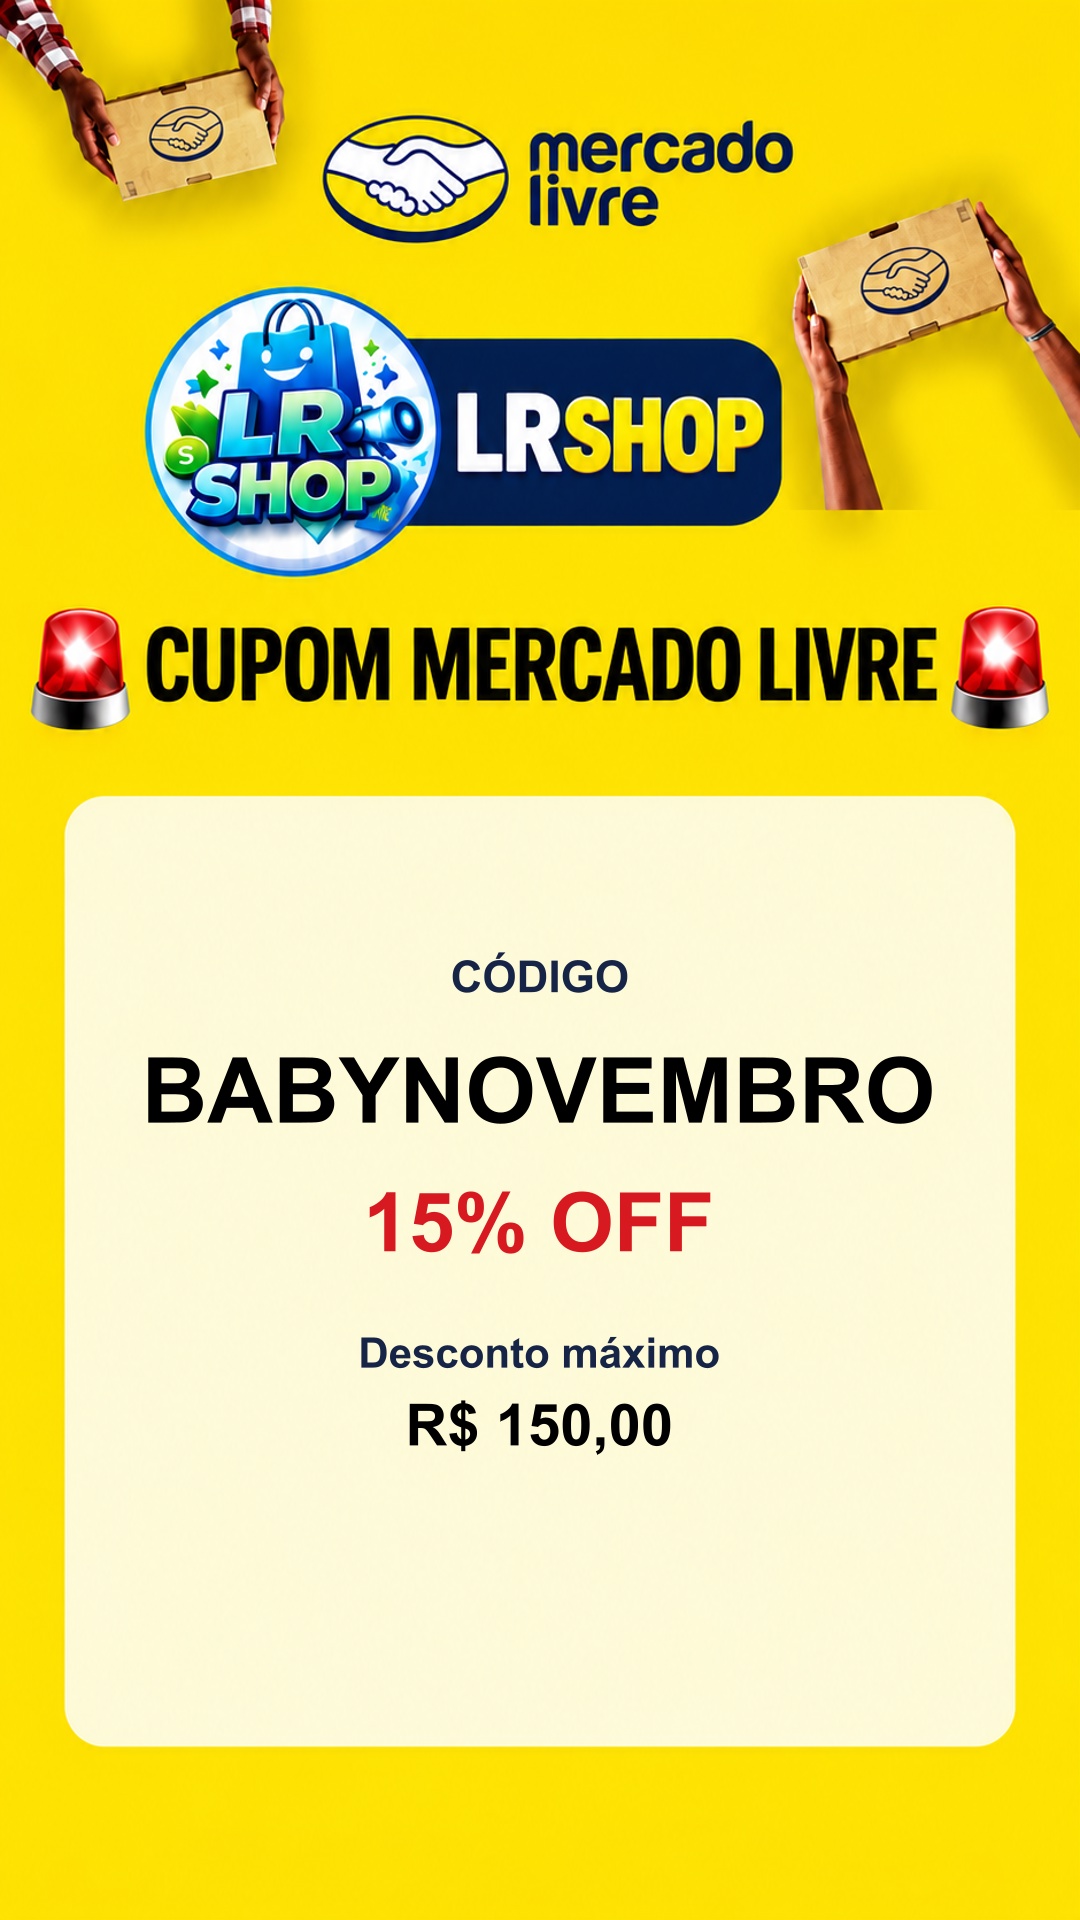 mercado
livre
LR
SHOP
S
LRSHOP
CUPOM MERCADO LIVRE
CÓDIGO
BABYNOVEMBRO
15% OFF
Desconto máximo
R$ 150,00